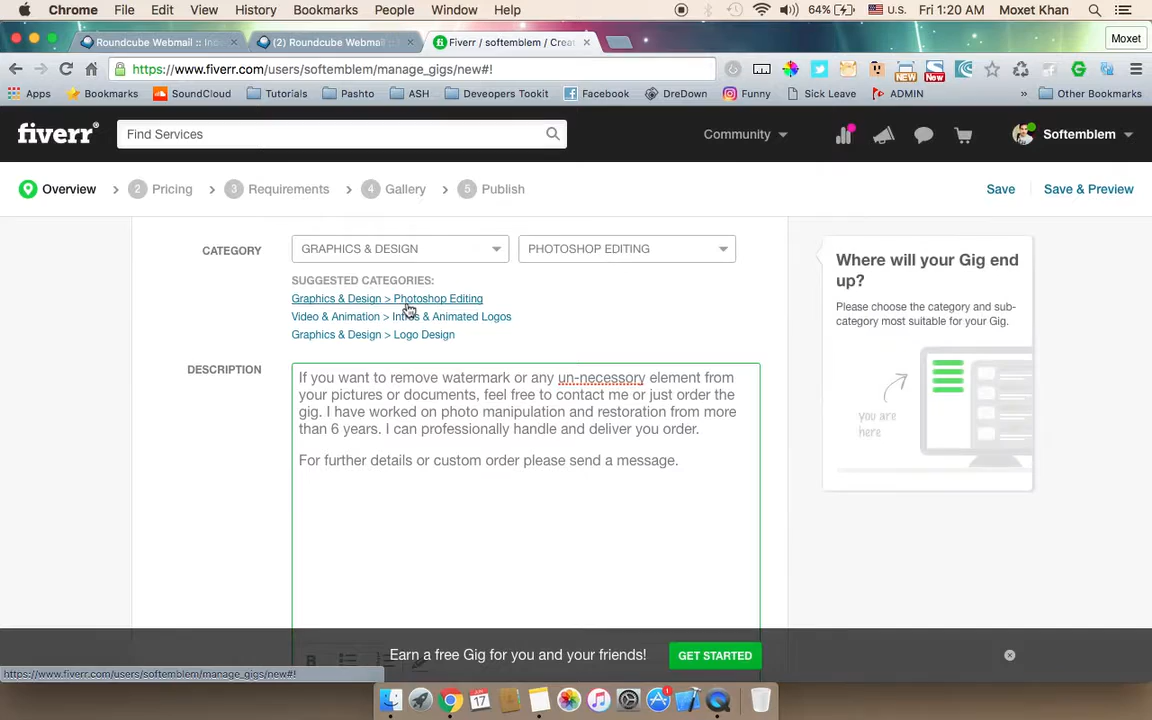 Chrome File Edit View History Bookmarks People Window Help 64% U.S. Fri 1:20 AM Moxet Khan
Roundcube Webmail :: Inb
(2) Roundcube Webmail ::
Fiverr / softemblem / Creat
Moxet
https://www.fiverr.com/users/softemblem/manage_gigs/new#!
Apps Bookmarks SoundCloud Tutorials Pashto ASH Deveopers Toolkit Facebook DreDown Funny Sick Leave ADMIN » Other Bookmarks
NEW New
fiverr Find Services Community Softemblem
Overview 2 Pricing 3 Requirements 4 Gallery 5 Publish Save Save & Preview
CATEGORY GRAPHICS & DESIGN PHOTOSHOP EDITING
SUGGESTED CATEGORIES:
Graphics & Design > Photoshop Editing
Video & Animation > Intros & Animated Logos
Graphics & Design > Logo Design
Where will your Gig end
up?
Please choose the category and sub-
category most suitable for your Gig.
you are
here
DESCRIPTION
If you want to remove watermark or any un-necessory element from
your pictures or documents, feel free to contact me or just order the
gig. I have worked on photo manipulation and restoration from more
than 6 years. I can professionally handle and deliver you order.
For further details or custom order please send a message.
Earn a free Gig for you and your friends! GET STARTED
https://www.fiverr.com/users/softemblem/manage_gigs/new#!
17